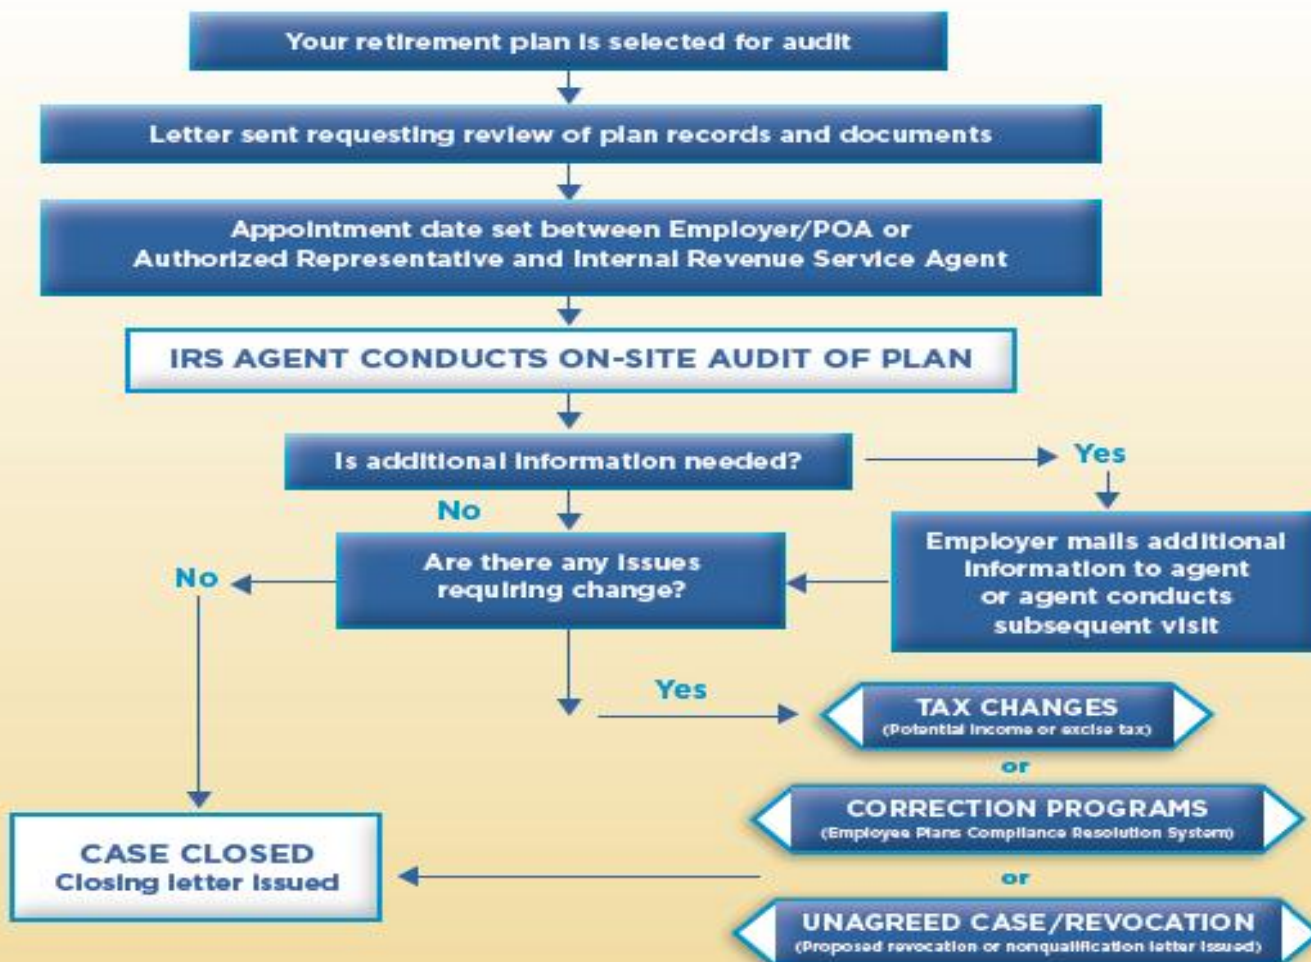 Your retirement plan is selected for audit
Letter sent requesting review of plan records and documents
Appointment date set between Employer/POA or
Authorized Representative and Internal Revenue Service Agent
IRS AGENT CONDUCTS ON-SITE AUDIT OF PLAN
Is additional information needed?
Yes
No
Employer mails additional
information to agent
or agent conducts
subsequent visit
Are there any issues
requiring change?
No
Yes
TAX CHANGES
(Potential income or excise tax)
or
CORRECTION PROGRAMS
(Employee Plans Compliance Resolution System)
or
UNAGREED CASE/REVOCATION
(Proposed revocation or nonqualification letter issued)
CASE CLOSED
Closing letter issued